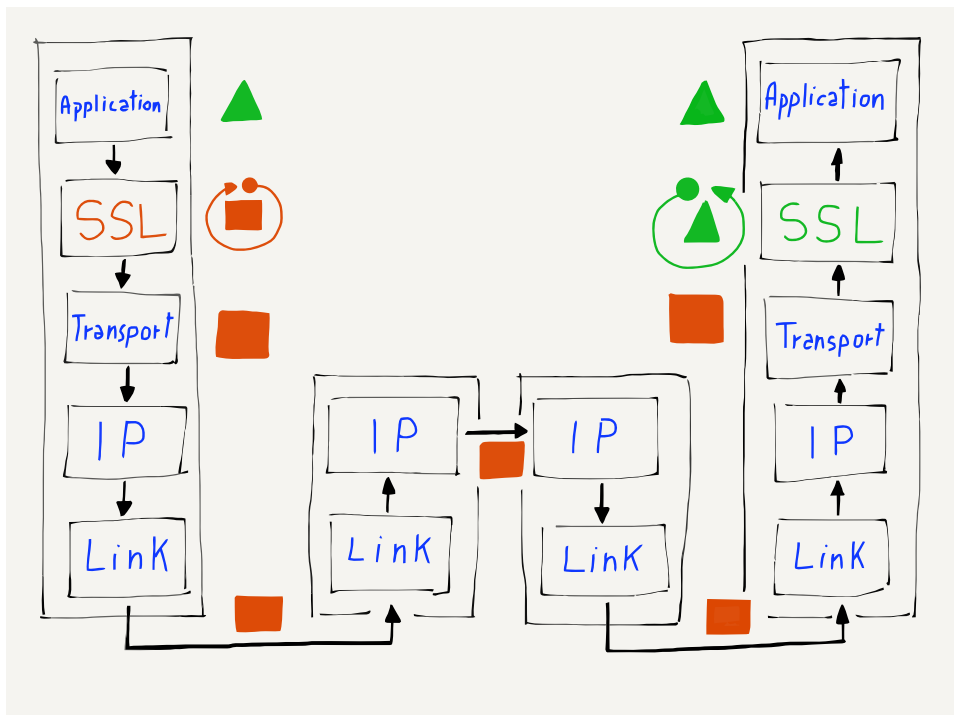 Application
SSL
Transport
IP
Link
IP
Link
IP
Link
Application
SSL
Transport
IP
Link